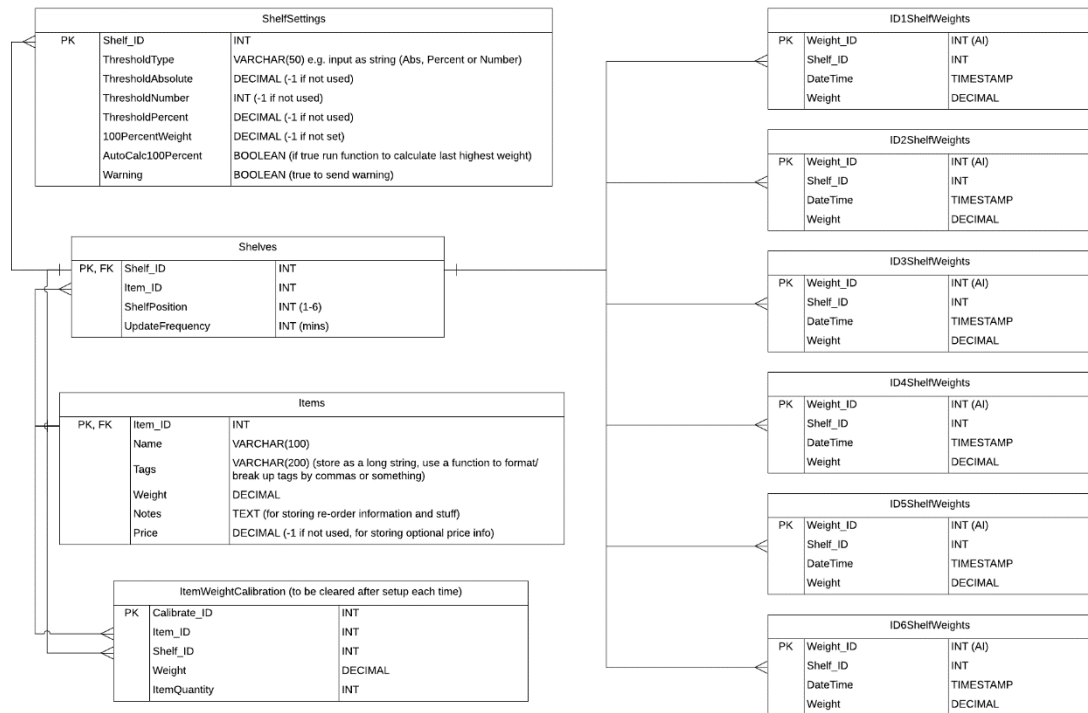 ShelfSettings
PK Shelf_ID INT
ThresholdType VARCHAR(50) e.g. input as string (Abs, Percent or Number)
ThresholdAbsolute DECIMAL (-1 if not used)
ThresholdNumber INT (-1 if not used)
ThresholdPercent DECIMAL (-1 if not used)
100PercentWeight DECIMAL (-1 if not set)
AutoCalc100Percent BOOLEAN (if true run function to calculate last highest weight)
Warning BOOLEAN (true to send warning)
Shelves
PK, FK Shelf_ID INT
Item_ID INT
ShelfPosition INT (1-6)
UpdateFrequency INT (mins)
Items
PK, FK Item_ID INT
Name VARCHAR(100)
Tags VARCHAR(200) (store as a long string, use a function to format/
break up tags by commas or something)
Weight DECIMAL
Notes TEXT (for storing re-order information and stuff)
Price DECIMAL (-1 if not used, for storing optional price info)
ItemWeightCalibration (to be cleared after setup each time)
PK Calibrate_ID INT
Item_ID INT
Shelf_ID INT
Weight DECIMAL
ItemQuantity INT
ID1ShelfWeights
PK Weight_ID INT (AI)
Shelf_ID INT
DateTime TIMESTAMP
Weight DECIMAL
ID2ShelfWeights
PK Weight_ID INT (AI)
Shelf_ID INT
DateTime TIMESTAMP
Weight DECIMAL
ID3ShelfWeights
PK Weight_ID INT (AI)
Shelf_ID INT
DateTime TIMESTAMP
Weight DECIMAL
ID4ShelfWeights
PK Weight_ID INT (AI)
Shelf_ID INT
DateTime TIMESTAMP
Weight DECIMAL
ID5ShelfWeights
PK Weight_ID INT (AI)
Shelf_ID INT
DateTime TIMESTAMP
Weight DECIMAL
ID6ShelfWeights
PK Weight_ID INT (AI)
Shelf_ID INT
DateTime TIMESTAMP
Weight DECIMAL